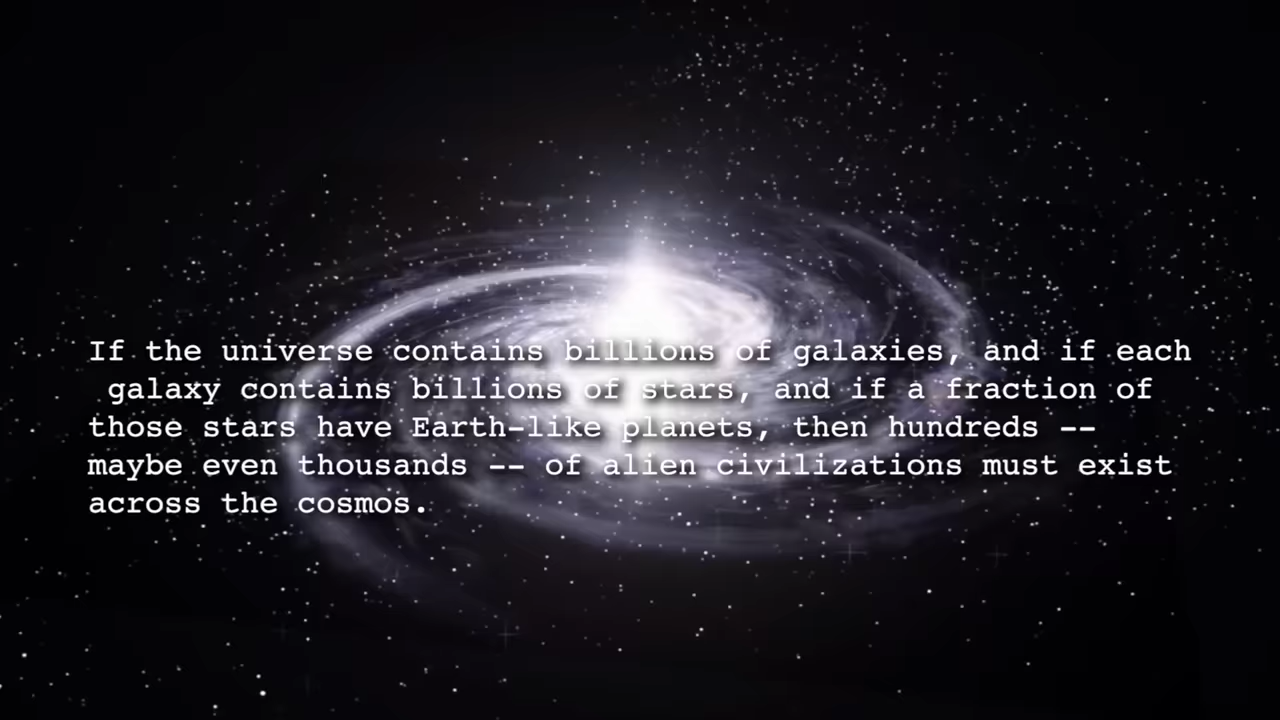 If the universe contains billions of galaxies, and if each
galaxy contains billions of stars, and if a fraction of
those stars have Earth-like planets, then hundreds --
maybe even thousands -- of alien civilizations must exist
across the cosmos.